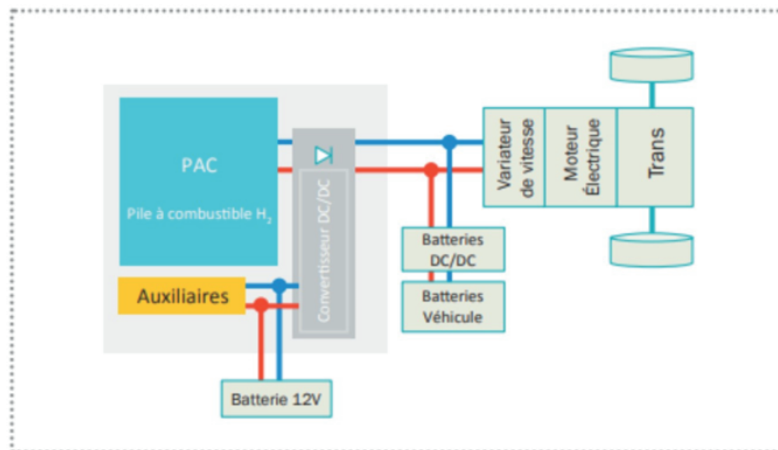 PAC
Pile à combustible H₂
Convertisseur DC/DC
Auxiliaires
Batterie 12V
Batteries
DC/DC
Batteries
Véhicule
Variateur
de vitesse
Moteur
Électrique
Trans